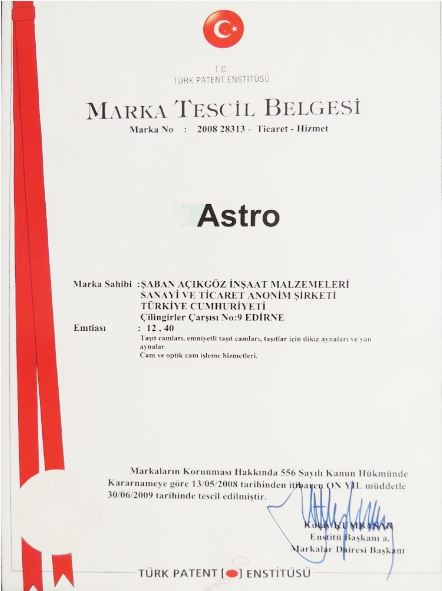 T.C.
TÜRK PATENT ENSTİTÜSÜ
MARKA TESCİL BELGESİ
Marka No : 2008 28313 - Ticaret - Hizmet
Astro
Marka Sahibi : ŞABAN AÇIKGÖZ İNŞAAT MALZEMELERİ
SANAYİ VE TİCARET ANONİM ŞİRKETİ
TÜRKİYE CUMHURİYETİ
Çilingirler Çarşısı No:9 EDİRNE
Emtiası : 12 , 40
Taşıt camları, emniyetli taşıt camları, taşıtlar için dikiz aynaları ve yan
aynalar.
Cam ve optik cam işleme hizmetleri.
Markaların Korunması Hakkında 556 Sayılı Kanun Hükmünde
Kararnameye göre 13/05/2008 tarihinden itibaren ON YIL müddetle
30/06/2009 tarihinde tescil edilmiştir.
KUMBASAR
Enstitü Başkanı a.
Markalar Dairesi Başkanı
TÜRK PATENT ENSTİTÜSÜ